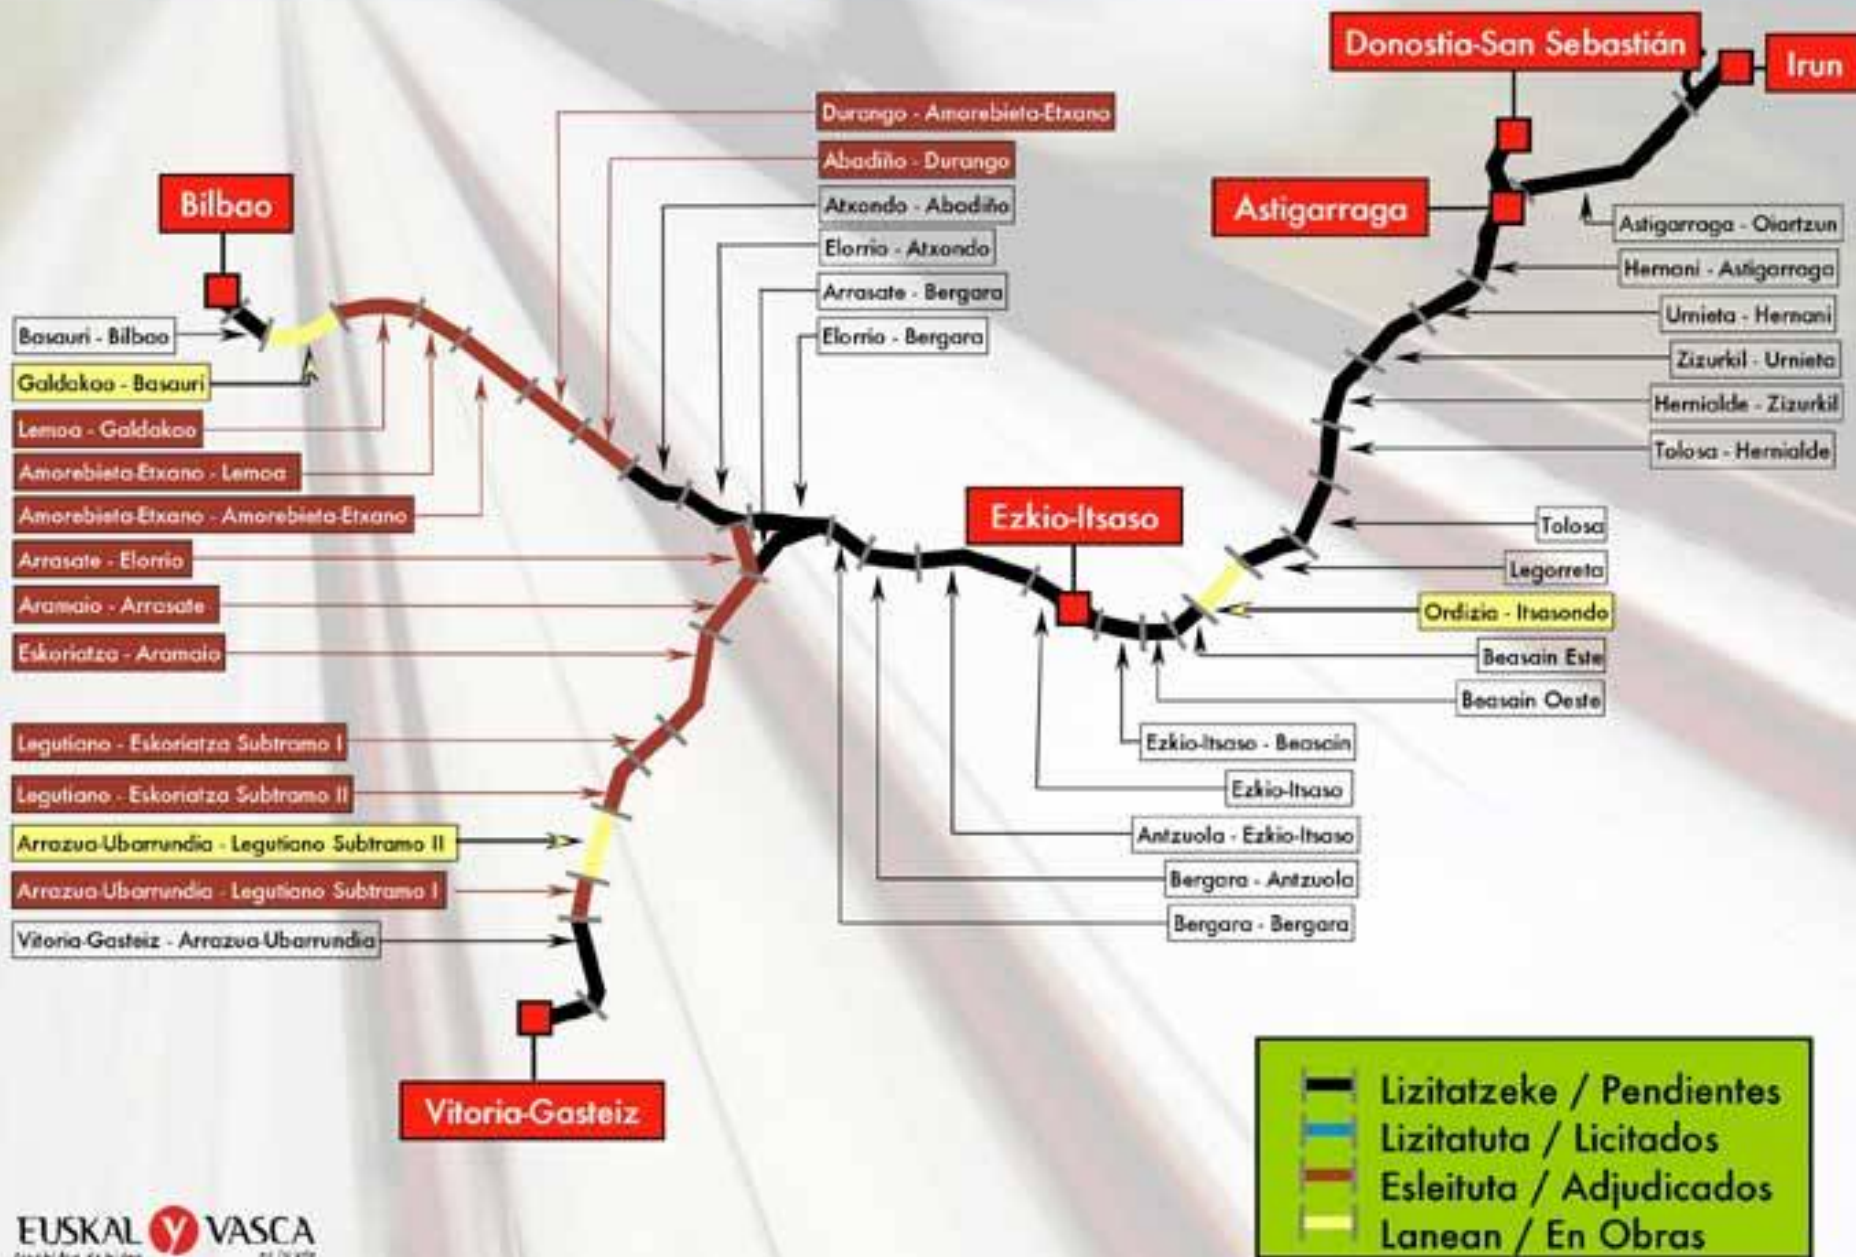 Donostia-San Sebastián
Irun
Durango - Amorebieta-Etxano
Abadiño - Durango
Bilbao
Atxondo - Abadiño
Astigarraga
Astigarraga - Oiartzun
Elorrio - Atxondo
Hernani - Astigarraga
Arrasate - Bergara
Urnieta - Hernani
Basauri - Bilbao
Elorrio - Bergara
Zizurkil - Urnieta
Galdakao - Basauri
Hernialde - Zizurkil
Lemoa - Galdakao
Tolosa - Hernialde
Amorebieta-Etxano - Lemoa
Amorebieta-Etxano - Amorebieta-Etxano
Ezkio-Itsaso
Tolosa
Arrasate - Elorrio
Legorreta
Aramaio - Arrasate
Ordizia - Itsasondo
Eskoriatza - Aramaio
Beasain Este
Beasain Oeste
Legutiano - Eskoriatza Subtramo I
Ezkio-Itsaso - Beasain
Legutiano - Eskoriatza Subtramo II
Ezkio-Itsaso
Arrazua-Ubarrundia - Legutiano Subtramo II
Antzuola - Ezkio-Itsaso
Arrazua-Ubarrundia - Legutiano Subtramo I
Bergara - Antzuola
Vitoria-Gasteiz - Arrazua-Ubarrundia
Bergara - Bergara
Vitoria-Gasteiz
Lizitatzeke / Pendientes
Lizitatuta / Licitados
Esleituta / Adjudicados
Lanean / En Obras
EUSKAL Y VASCA